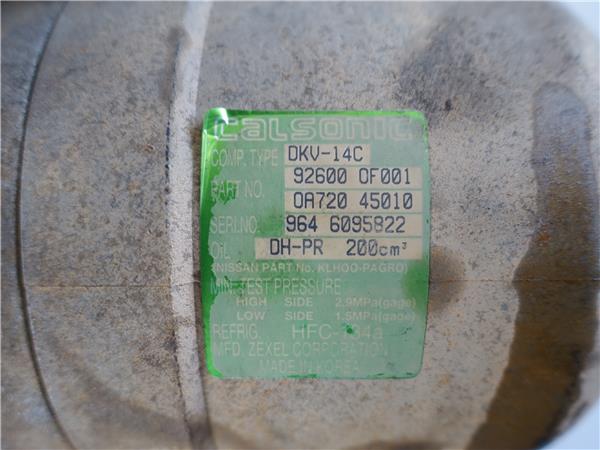 calsonic
COMP. TYPE DKV-14C
92600 0F001
PART NO. 0A720 45010
SERI.NO. 964 6095822
OIL DH-PR 200cm³
(NISSAN PART No. KLH00-PAGR0)
MIN. TEST PRESSURE
HIGH SIDE 2.9MPa(gage)
LOW SIDE 1.5MPa(gage)
REFRIG. HFC-134a
MFD. ZEXEL CORPORATION
MADE IN KOREA